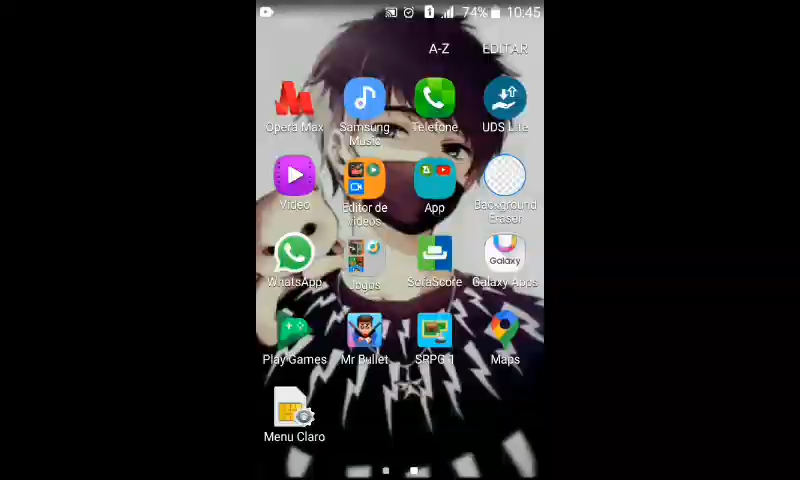 74% 10:45
A-Z EDITAR
Opera Max Samsung Music Telefone UDS Lite
Vídeo Editor de vídeos App Background Eraser
WhatsApp Jogos SofaScore Galaxy Galaxy Apps
Play Games Mr Bullet SPPG 1 Maps
Menu Claro